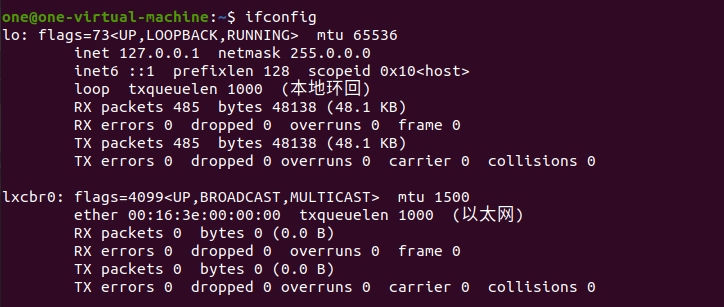 one@one-virtual-machine:~$ ifconfig
lo: flags=73<UP,LOOPBACK,RUNNING>  mtu 65536
        inet 127.0.0.1  netmask 255.0.0.0
        inet6 ::1  prefixlen 128  scopeid 0x10<host>
        loop  txqueuelen 1000  (本地环回)
        RX packets 485  bytes 48138 (48.1 KB)
        RX errors 0  dropped 0  overruns 0  frame 0
        TX packets 485  bytes 48138 (48.1 KB)
        TX errors 0  dropped 0 overruns 0  carrier 0  collisions 0

lxcbr0: flags=4099<UP,BROADCAST,MULTICAST>  mtu 1500
        ether 00:16:3e:00:00:00  txqueuelen 1000  (以太网)
        RX packets 0  bytes 0 (0.0 B)
        RX errors 0  dropped 0  overruns 0  frame 0
        TX packets 0  bytes 0 (0.0 B)
        TX errors 0  dropped 0 overruns 0  carrier 0  collisions 0